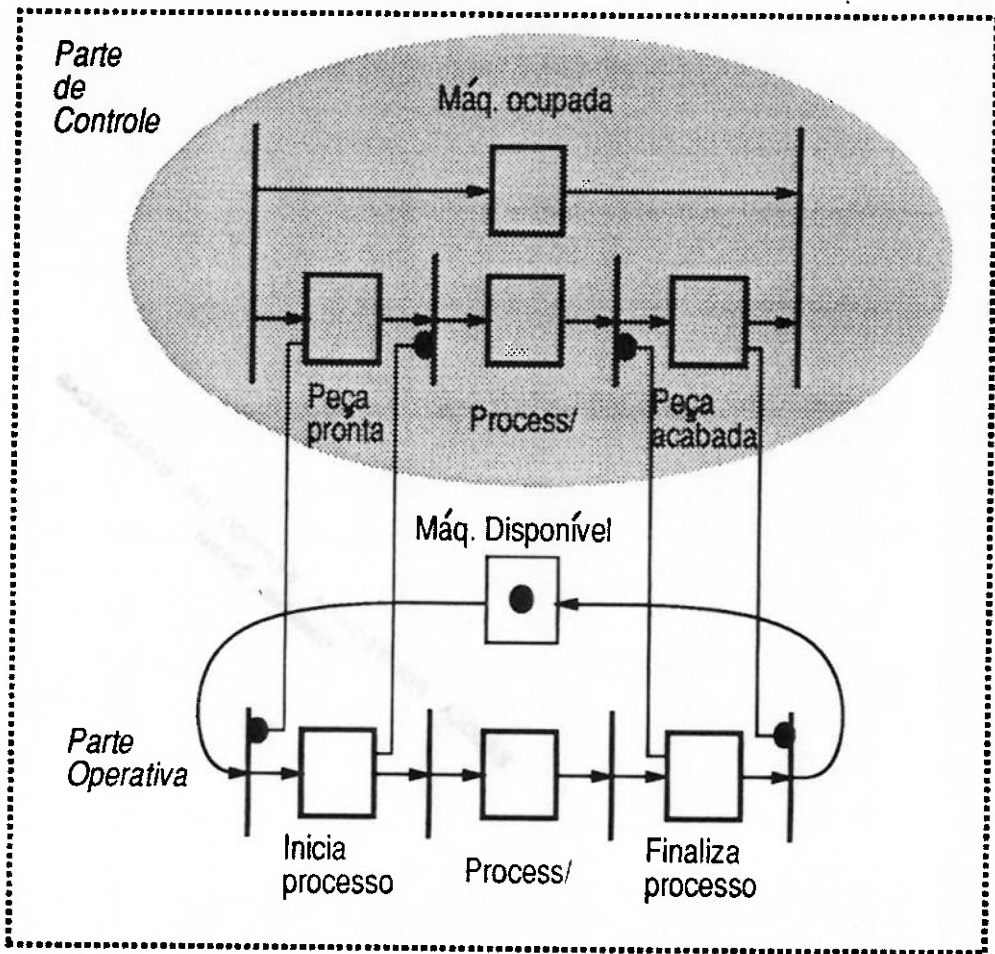 Parte
de
Controle
Máq. ocupada
Peça
pronta
Process/
Peça
acabada
Máq. Disponível
Parte
Operativa
Inicia
processo
Process/
Finaliza
processo